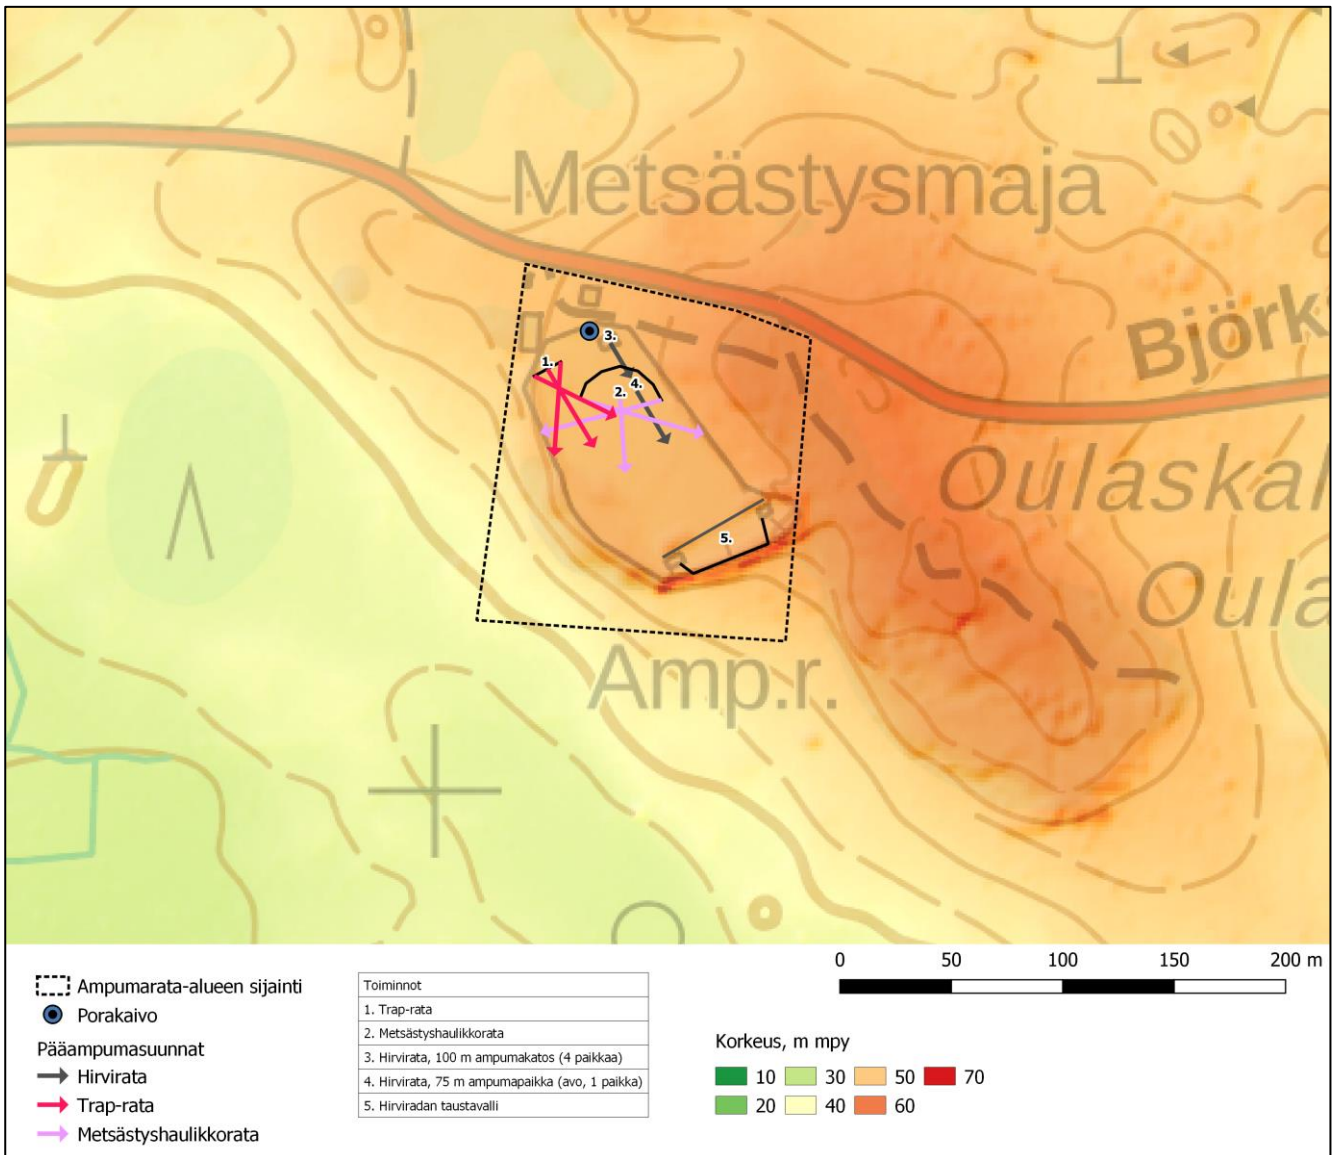 Metsästysmaja
Björk
Oulaskal
Oula
Amp.r.
3.
1.
4.
2.
5.
Ampumarata-alueen sijainti
Porakaivo
Pääampumasuunnat
Hirvirata
Trap-rata
Metsästyshaulikkorata
Toiminnot
1. Trap-rata
2. Metsästyshaulikkorata
3. Hirvirata, 100 m ampumakatos (4 paikkaa)
4. Hirvirata, 75 m ampumapaikka (avo, 1 paikka)
5. Hirviradan taustavalli
0 50 100 150 200 m
Korkeus, m mpy
10 30 50 70
20 40 60